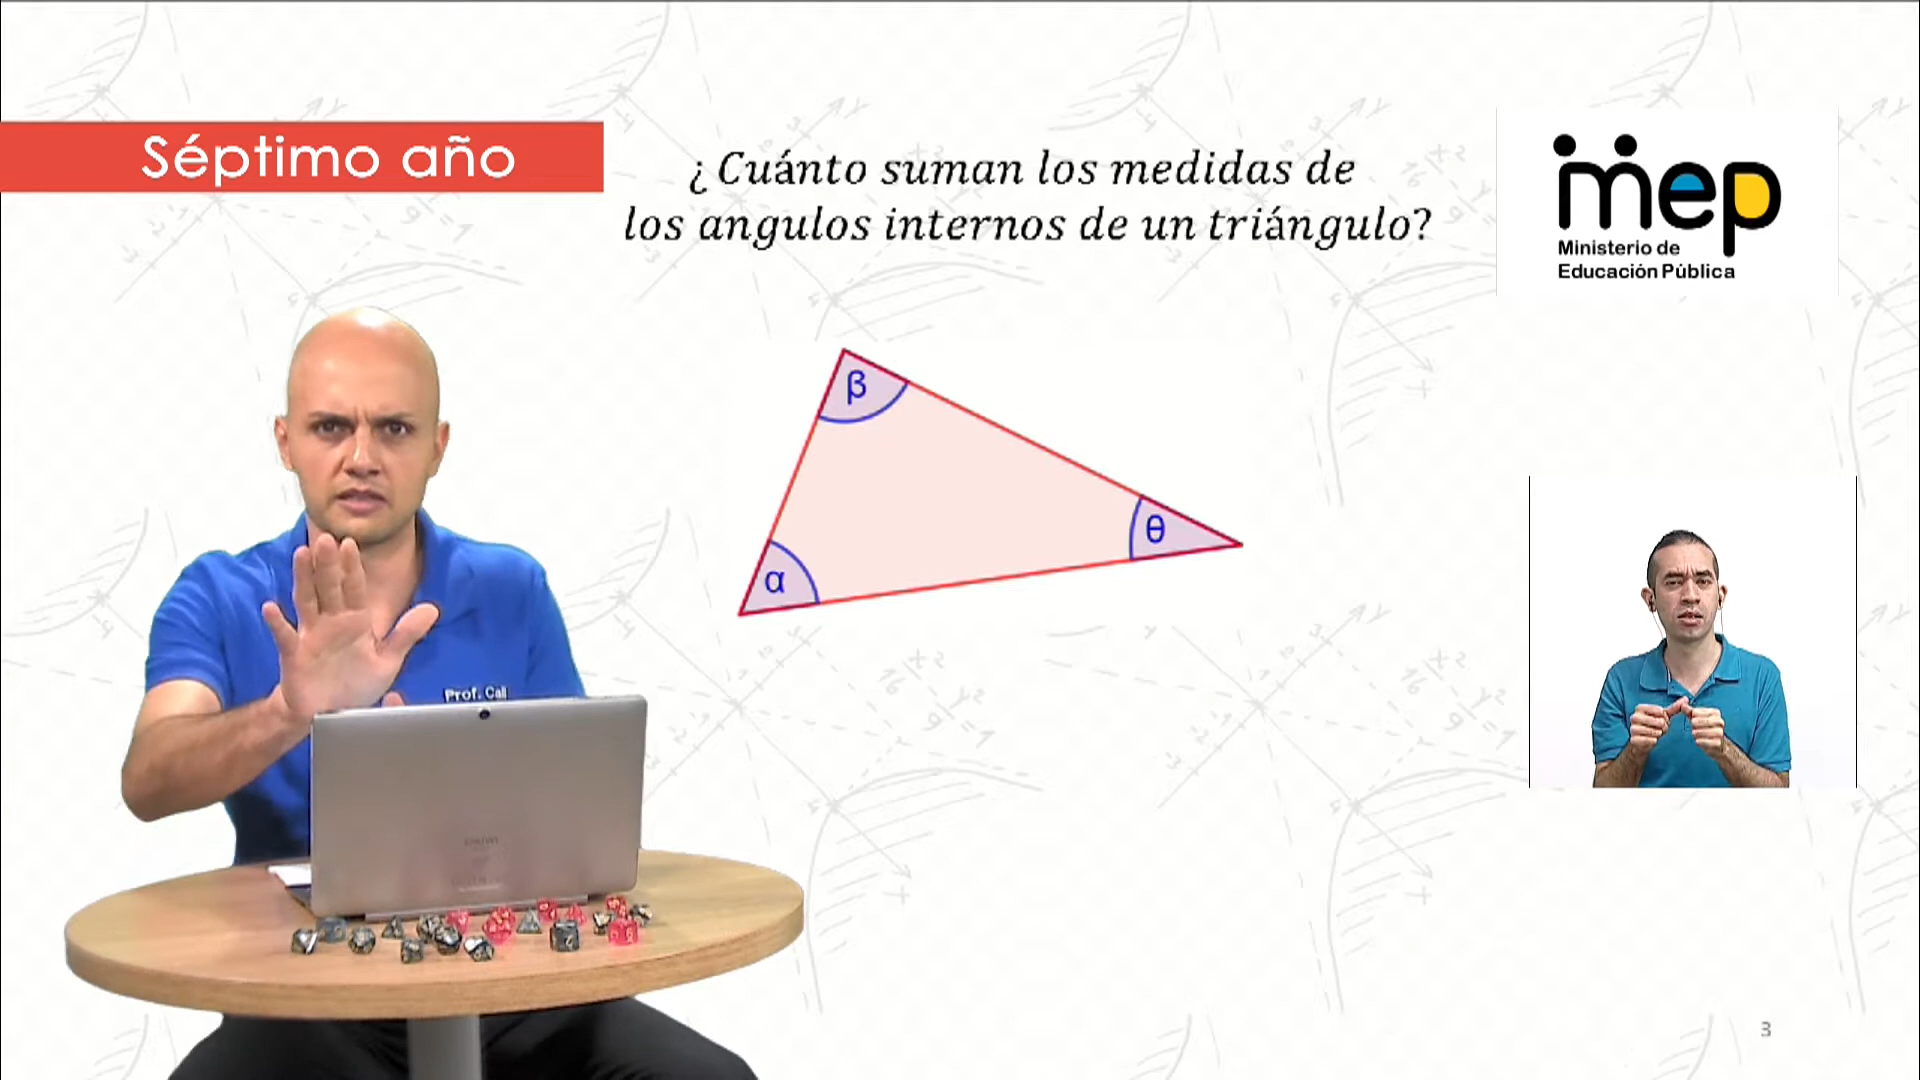 Séptimo año
¿Cuánto suman los medidas de
los angulos internos de un triángulo?
mep
Ministerio de
Educación Pública
β
θ
α
Prof. Cali
3